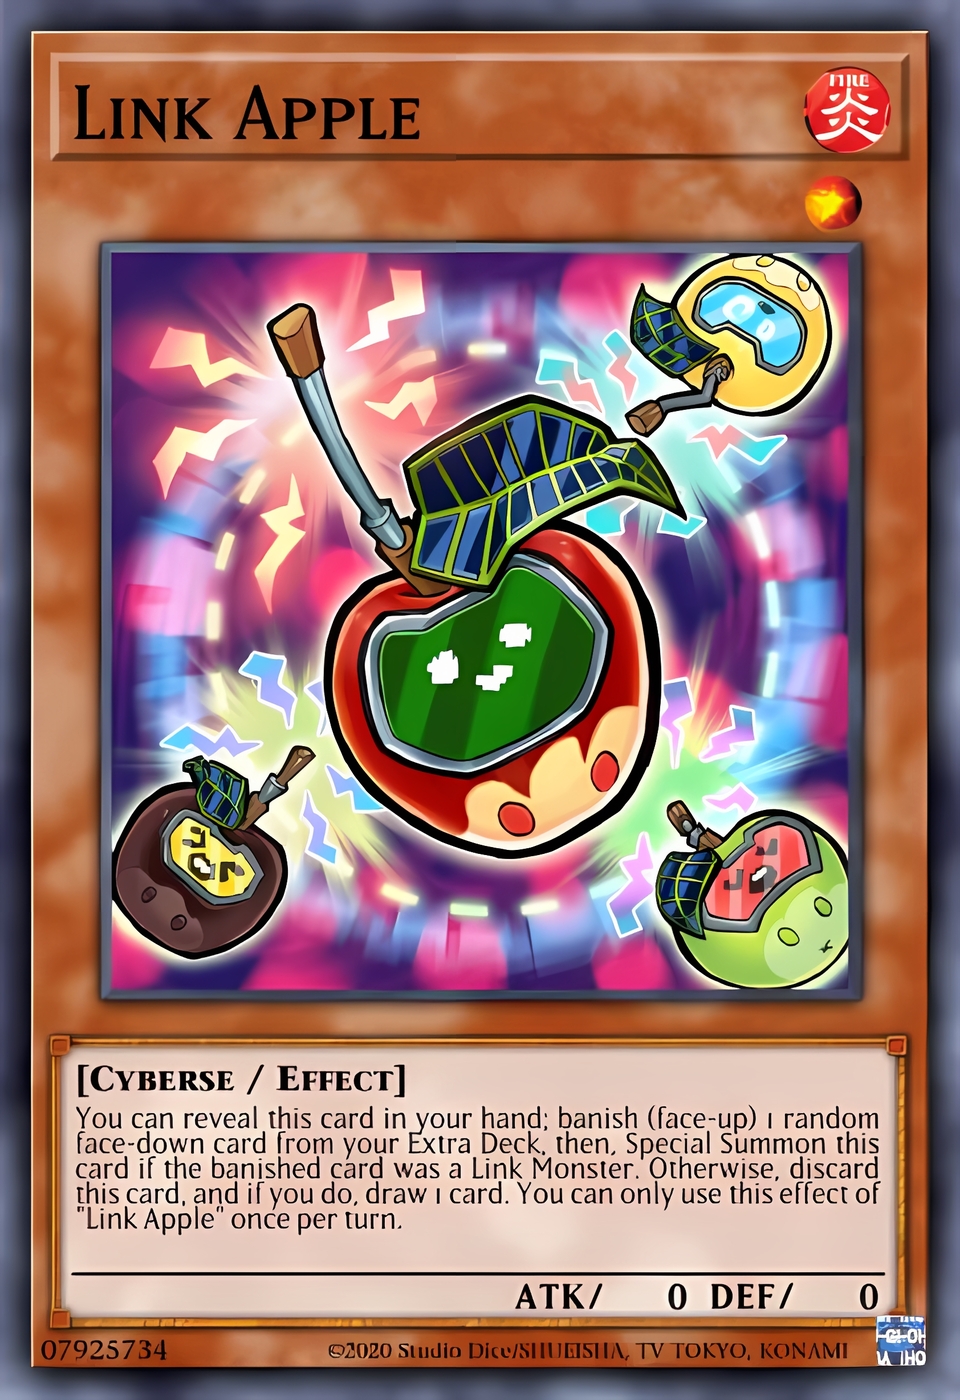 LINK APPLE
炎
[CYBERSE / EFFECT]
You can reveal this card in your hand; banish (face-up) 1 random
face-down card from your Extra Deck, then, Special Summon this
card if the banished card was a Link Monster. Otherwise, discard
this card, and if you do, draw 1 card. You can only use this effect of
"Link Apple" once per turn.
ATK/ 0 DEF/ 0
07925734 ©2020 Studio Dice/SHUEISHA, TV TOKYO, KONAMI